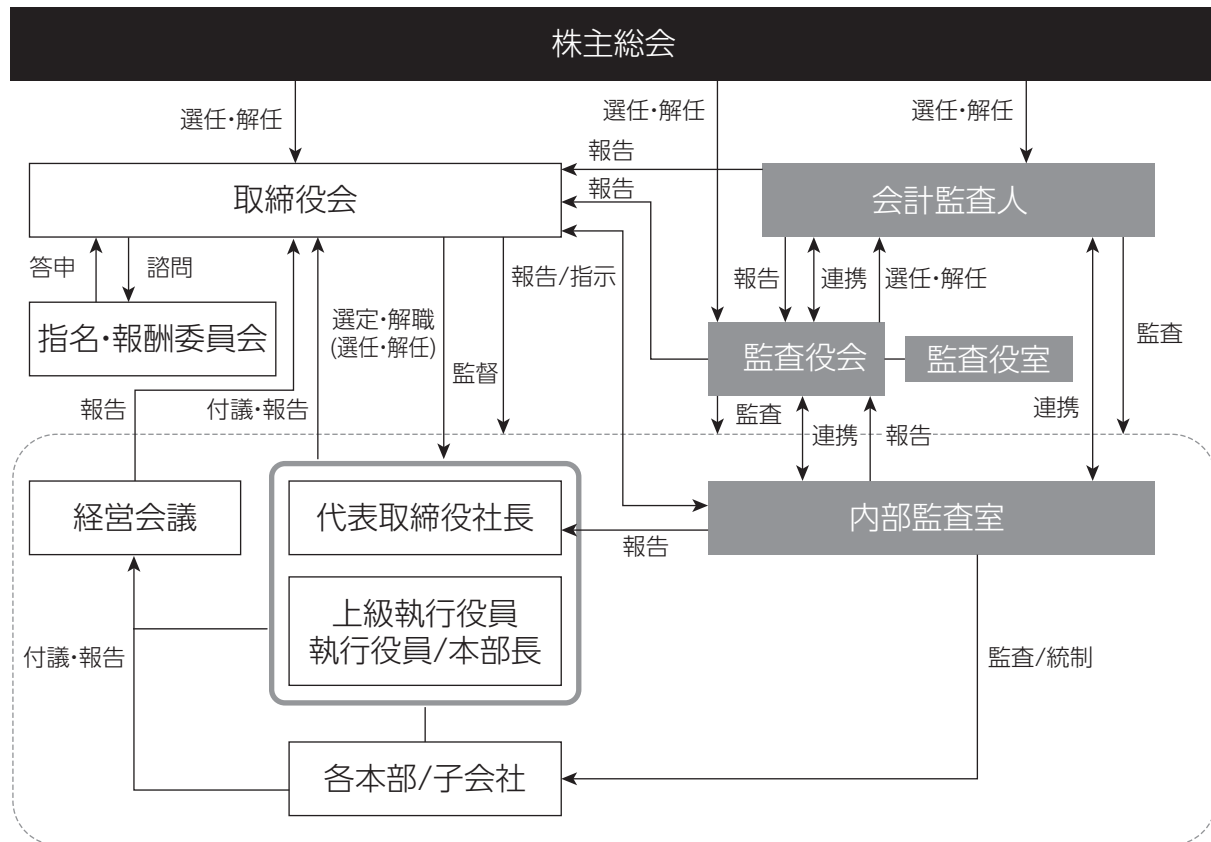 株主総会
選任・解任
選任・解任
選任・解任
報告
報告
取締役会
会計監査人
答申
諮問
報告/指示
報告
連携
選任・解任
選定・解職
(選任・解任)
指名・報酬委員会
監査役会
監査役室
監査
監督
報告
付議・報告
監査
連携
報告
連携
経営会議
代表取締役社長
内部監査室
報告
上級執行役員
執行役員/本部長
付議・報告
監査/統制
各本部/子会社